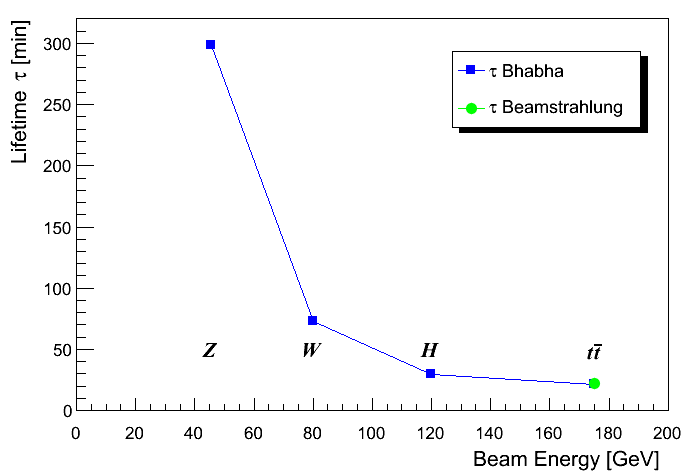 Lifetime τ [min]
300
250
200
150
100
50
0
τ Bhabha
τ Beamstrahlung
Z W H tt̄
0 20 40 60 80 100 120 140 160 180 200
Beam Energy [GeV]